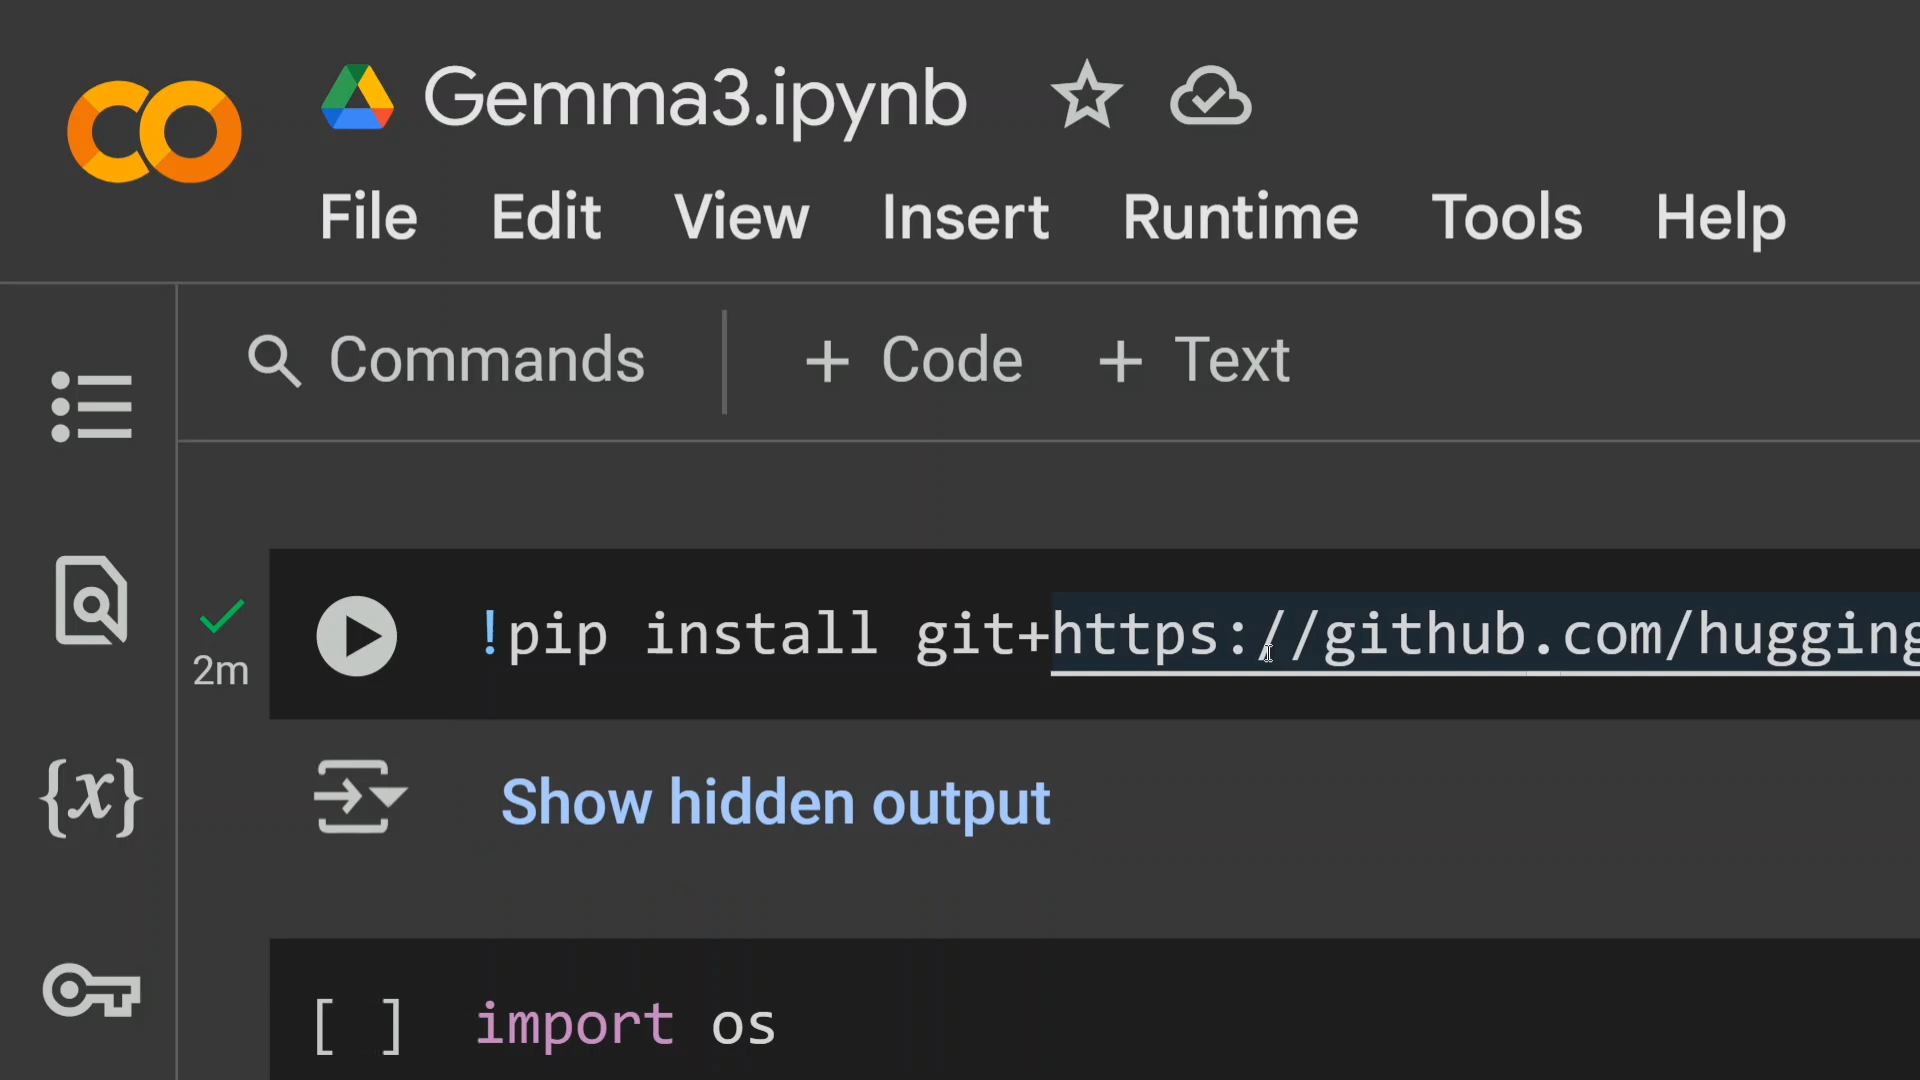 Gemma3.ipynb
File Edit View Insert Runtime Tools Help
Commands + Code + Text
!pip install git+https://github.com/hugging
2m
Show hidden output
{x}
[ ] import os